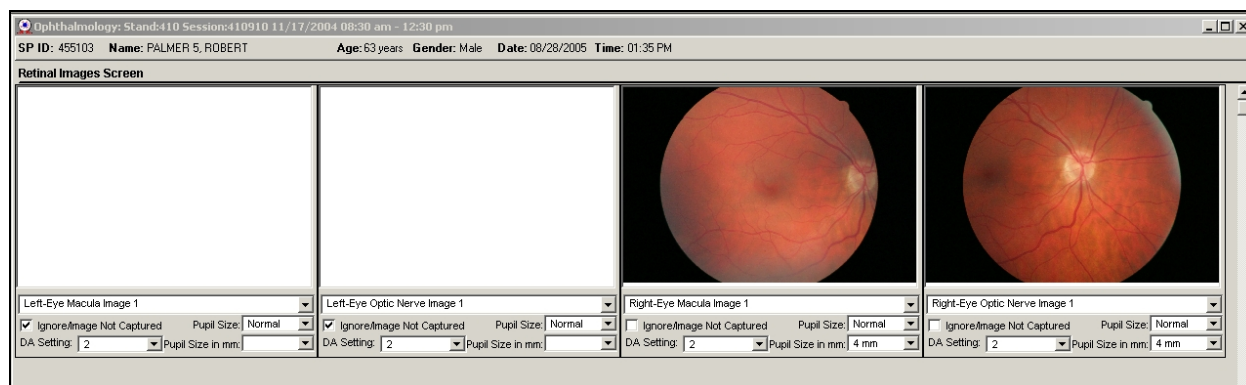 Ophthalmology: Stand:410 Session:410910 11/17/2004 08:30 am - 12:30 pm
SP ID: 455103 Name: PALMER 5, ROBERT Age: 63 years Gender: Male Date: 08/28/2005 Time: 01:35 PM
Retinal Images Screen
Left-Eye Macula Image 1 Left-Eye Optic Nerve Image 1 Right-Eye Macula Image 1 Right-Eye Optic Nerve Image 1
Ignore/Image Not Captured Pupil Size: Normal Ignore/Image Not Captured Pupil Size: Normal Ignore/Image Not Captured Pupil Size: Normal Ignore/Image Not Captured Pupil Size: Normal
DA Setting: 2 Pupil Size in mm: DA Setting: 2 Pupil Size in mm: DA Setting: 2 Pupil Size in mm: 4 mm DA Setting: 2 Pupil Size in mm: 4 mm